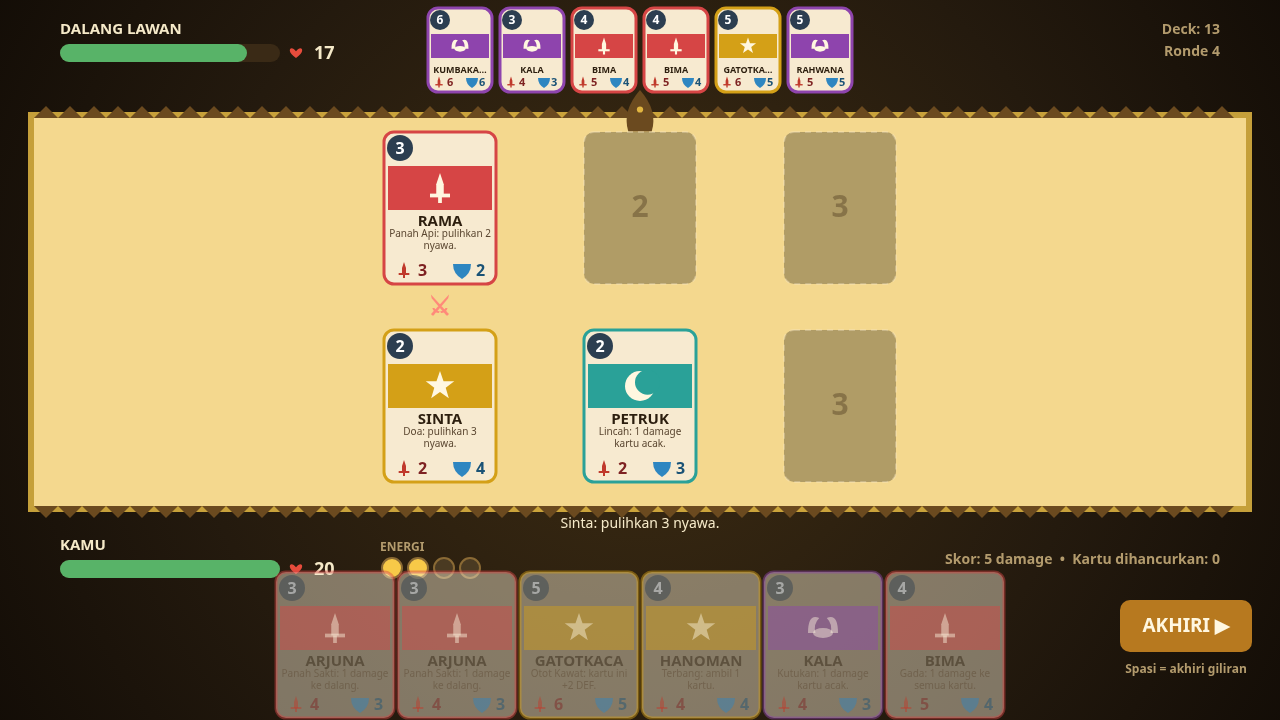 DALANG LAWAN
17
6
KUMBAKA...
6 6
3
KALA
4 3
4
BIMA
5 4
4
BIMA
5 4
5
GATOTKA...
6 5
5
RAHWANA
5 5
Deck: 13
Ronde 4
3
RAMA
Panah Api: pulihkan 2
nyawa.
3 2
2
3
2
SINTA
Doa: pulihkan 3
nyawa.
2 4
2
PETRUK
Lincah: 1 damage
kartu acak.
2 3
3
Sinta: pulihkan 3 nyawa.
KAMU
20
ENERGI
Skor: 5 damage • Kartu dihancurkan: 0
3
ARJUNA
Panah Sakti: 1 damage
ke dalang.
4 3
3
ARJUNA
Panah Sakti: 1 damage
ke dalang.
4 3
5
GATOTKACA
Otot Kawat: kartu ini
+2 DEF.
6 5
4
HANOMAN
Terbang: ambil 1
kartu.
4 4
3
KALA
Kutukan: 1 damage
kartu acak.
4 3
4
BIMA
Gada: 1 damage ke
semua kartu.
5 4
AKHIRI ▶
Spasi = akhiri giliran